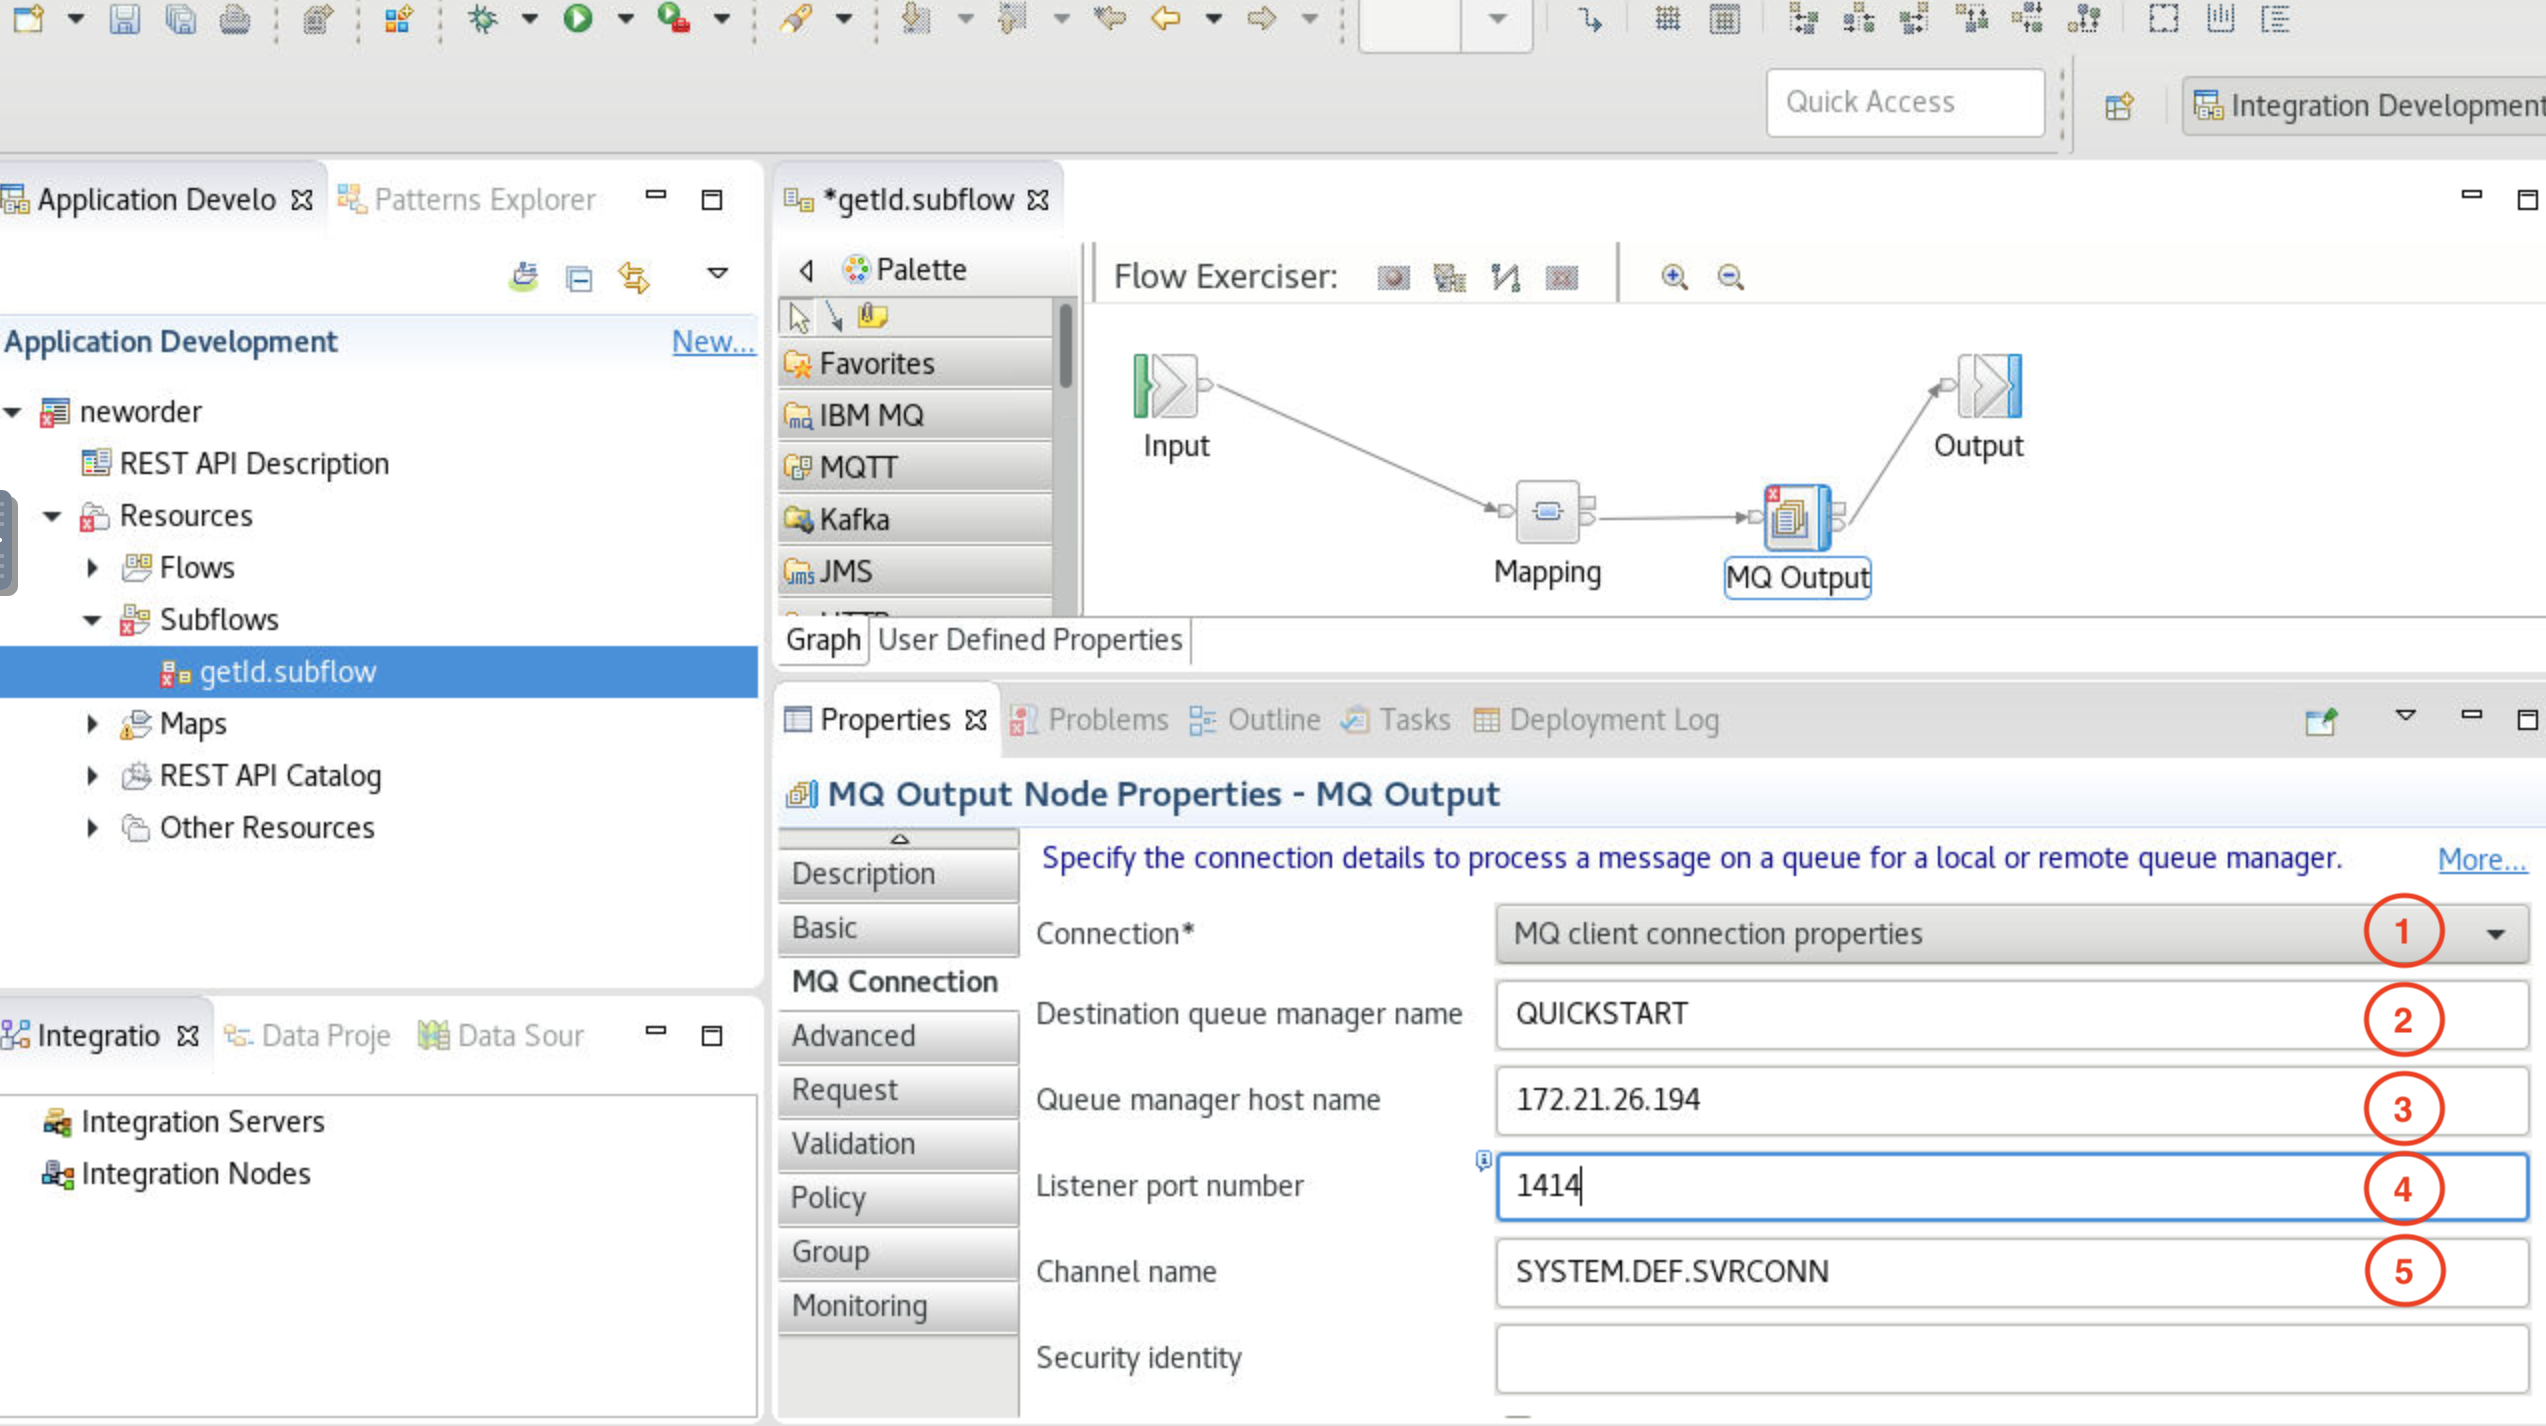 Quick Access
Integration Development
Application Develo
Patterns Explorer
Application Development
New...
neworder
REST API Description
Resources
Flows
Subflows
getId.subflow
Maps
REST API Catalog
Other Resources
Integratio
Data Proje
Data Sour
Integration Servers
Integration Nodes
*getId.subflow
Palette
Flow Exerciser:
Favorites
IBM MQ
MQTT
Kafka
JMS
Input
Mapping
MQ Output
Output
Graph
User Defined Properties
Properties
Problems
Outline
Tasks
Deployment Log
MQ Output Node Properties - MQ Output
Description
Basic
MQ Connection
Advanced
Request
Validation
Policy
Group
Monitoring
Specify the connection details to process a message on a queue for a local or remote queue manager.
More...
Connection*
MQ client connection properties
1
Destination queue manager name
QUICKSTART
2
Queue manager host name
172.21.26.194
3
Listener port number
1414
4
Channel name
SYSTEM.DEF.SVRCONN
5
Security identity